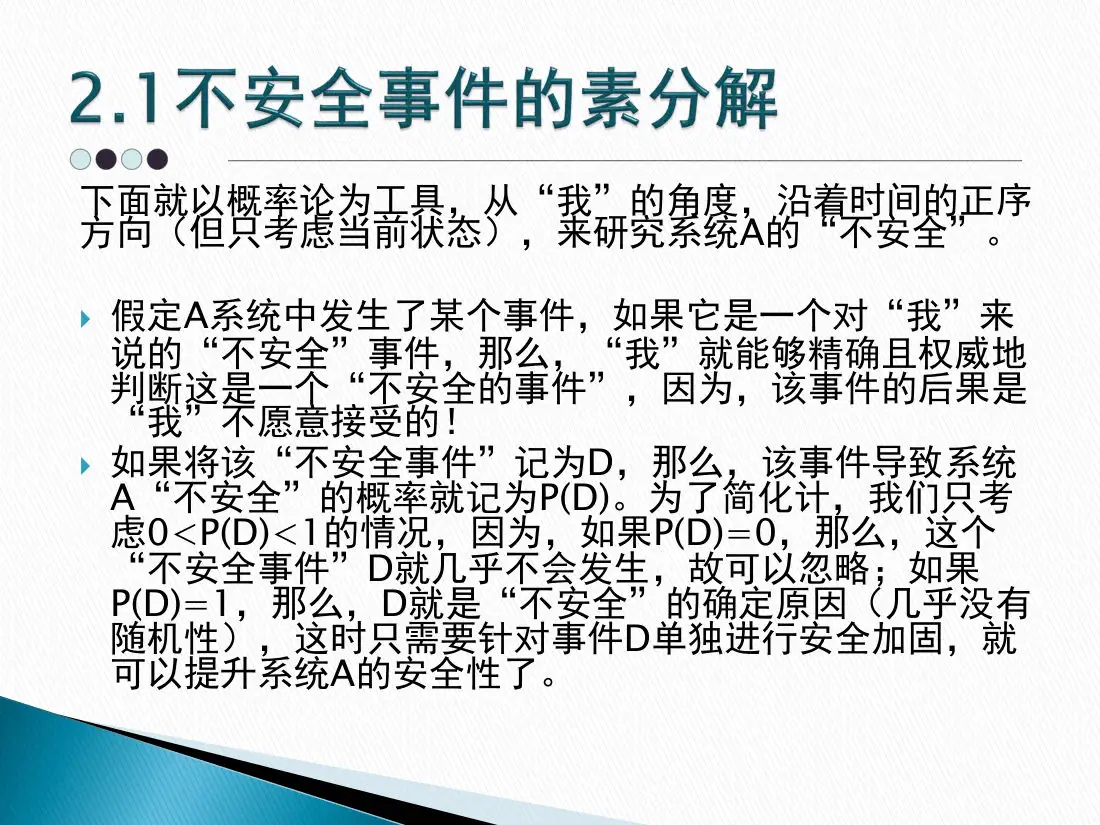 2.1不安全事件的素分解
下面就以概率论为工具，从“我”的角度，沿着时间的正序
方向（但只考虑当前状态），来研究系统A的“不安全”。
假定A系统中发生了某个事件，如果它是一个对“我”来
说的“不安全”事件，那么，“我”就能够精确且权威地
判断这是一个“不安全的事件”，因为，该事件的后果是
“我”不愿意接受的！
如果将该“不安全事件”记为D，那么，该事件导致系统
A“不安全”的概率就记为P(D)。为了简化计，我们只考
虑0<P(D)<1的情况，因为，如果P(D)=0，那么，这个
“不安全事件”D就几乎不会发生，故可以忽略；如果
P(D)=1，那么，D就是“不安全”的确定原因（几乎没有
随机性），这时只需要针对事件D单独进行安全加固，就
可以提升系统A的安全性了。